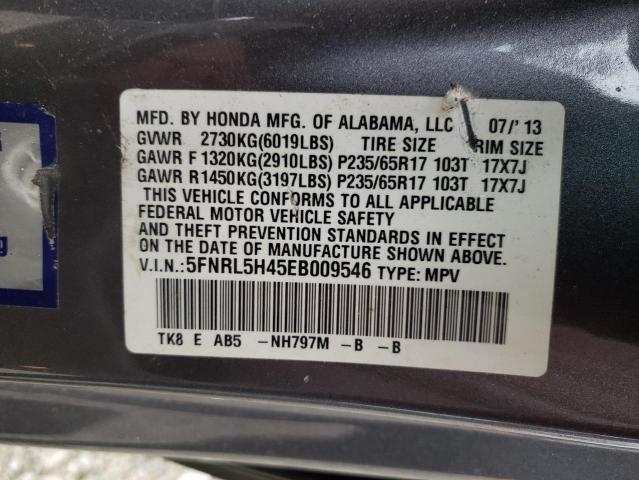 MFD. BY HONDA MFG. OF ALABAMA, LLC 07/'13
GVWR 2730KG(6019LBS) TIRE SIZE RIM SIZE
GAWR F 1320KG(2910LBS) P235/65R17 103T 17X7J
GAWR R 1450KG(3197LBS) P235/65R17 103T 17X7J
THIS VEHICLE CONFORMS TO ALL APPLICABLE
FEDERAL MOTOR VEHICLE SAFETY
AND THEFT PREVENTION STANDARDS IN EFFECT
ON THE DATE OF MANUFACTURE SHOWN ABOVE.
V.I.N.:5FNRL5H45EB009546 TYPE: MPV
TK8 E AB5 -NH797M -B -B